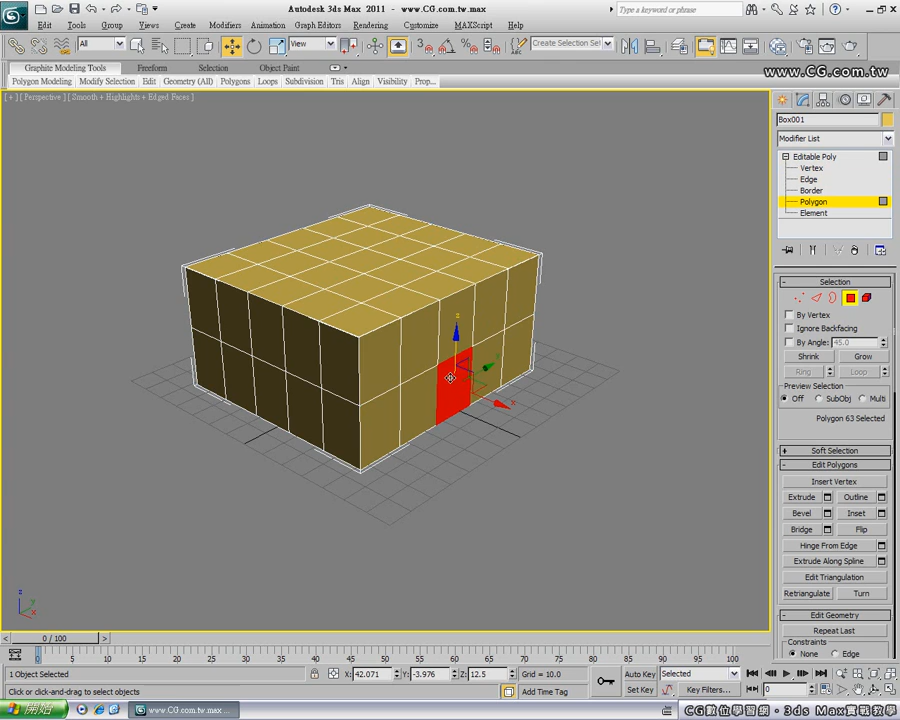 Autodesk 3ds Max 2011 - www.CG.com.tw.max
Type a keyword or phrase
Edit Tools Group Views Create Modifiers Animation Graph Editors Rendering Customize MAXScript Help
All View Create Selection Set
Graphite Modeling Tools Freeform Selection Object Paint
www.CG.com.tw
Polygon Modeling Modify Selection Edit Geometry (All) Polygons Loops Subdivision Tris Align Visibility Prop...
[ + ] [ Perspective ] [ Smooth + Highlights + Edged Faces ]
Box001
Modifier List
Editable Poly
Vertex
Edge
Border
Polygon
Element
Selection
By Vertex
Ignore Backfacing
By Angle: 45.0
Shrink Grow
Ring Loop
Preview Selection
Off SubObj Multi
Polygon 63 Selected
Soft Selection
Edit Polygons
Insert Vertex
Extrude Outline
Bevel Inset
Bridge Flip
Hinge From Edge
Extrude Along Spline
Edit Triangulation
Retriangulate Turn
Edit Geometry
Repeat Last
Constraints
None Edge
z
y
x
z
y
x
0 / 100
0 5 10 15 20 25 30 35 40 45 50 55 60 65 70 75 80 85 90 95 100
1 Object Selected X: 42.071 Y: -3.976 Z: 12.5 Grid = 10.0 Auto Key Selected
Click or click-and-drag to select objects Add Time Tag Set Key Key Filters... 0
開始 www.CG.com.tw.max ... CG數位學習網·3ds Max實戰教學